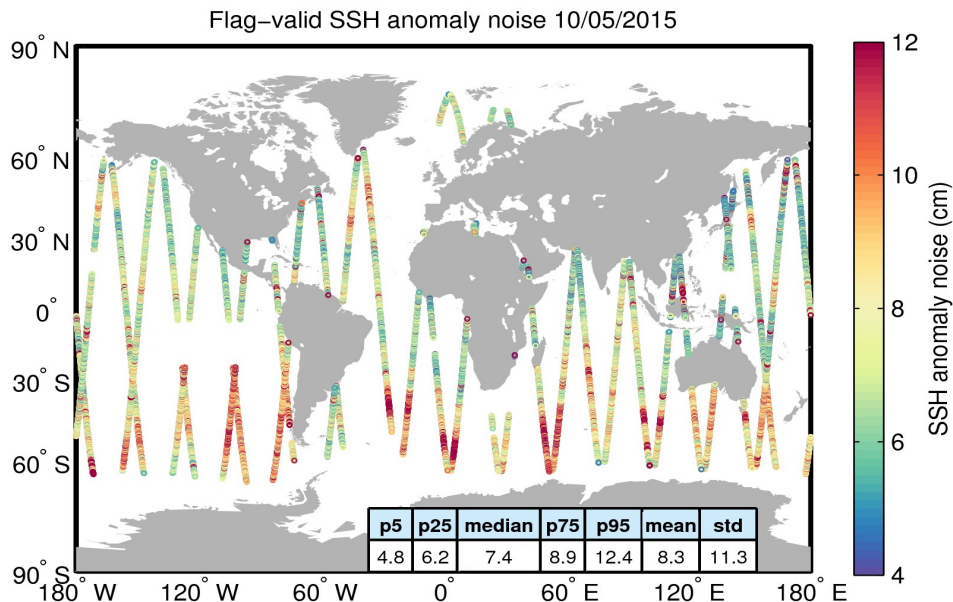 Flag−valid SSH anomaly noise 10/05/2015
90° N
60° N
30° N
0°
30° S
60° S
90° S
180° W 120° W 60° W 0° 60° E 120° E 180° E
p5 p25 median p75 p95 mean std
4.8 6.2 7.4 8.9 12.4 8.3 11.3
12
10
8
6
4
SSH anomaly noise (cm)